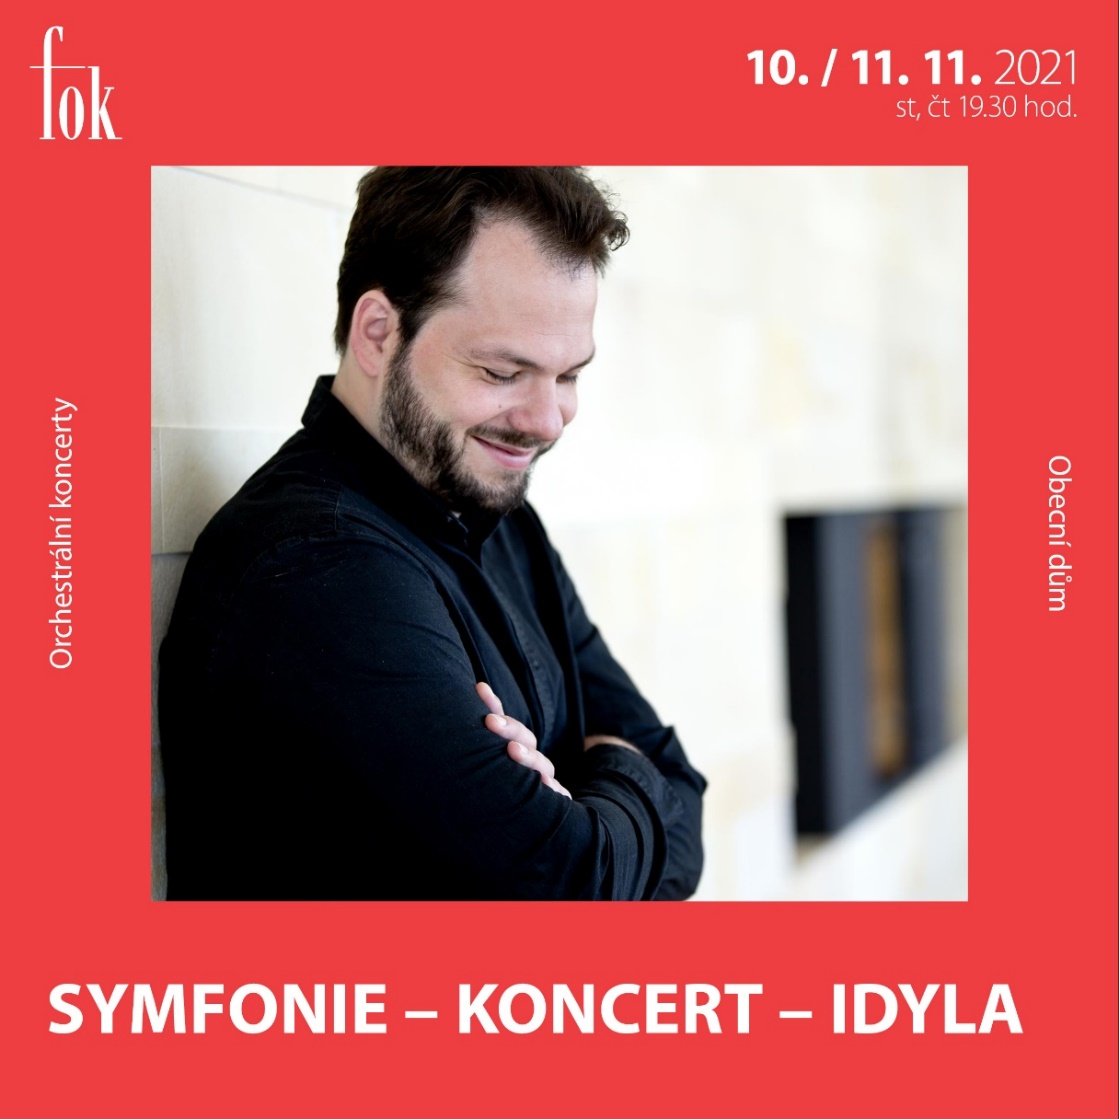 fok
10. / 11. 11. 2021
st, čt 19.30 hod.
Orchestrální koncerty
Obecní dům
SYMFONIE – KONCERT – IDYLA